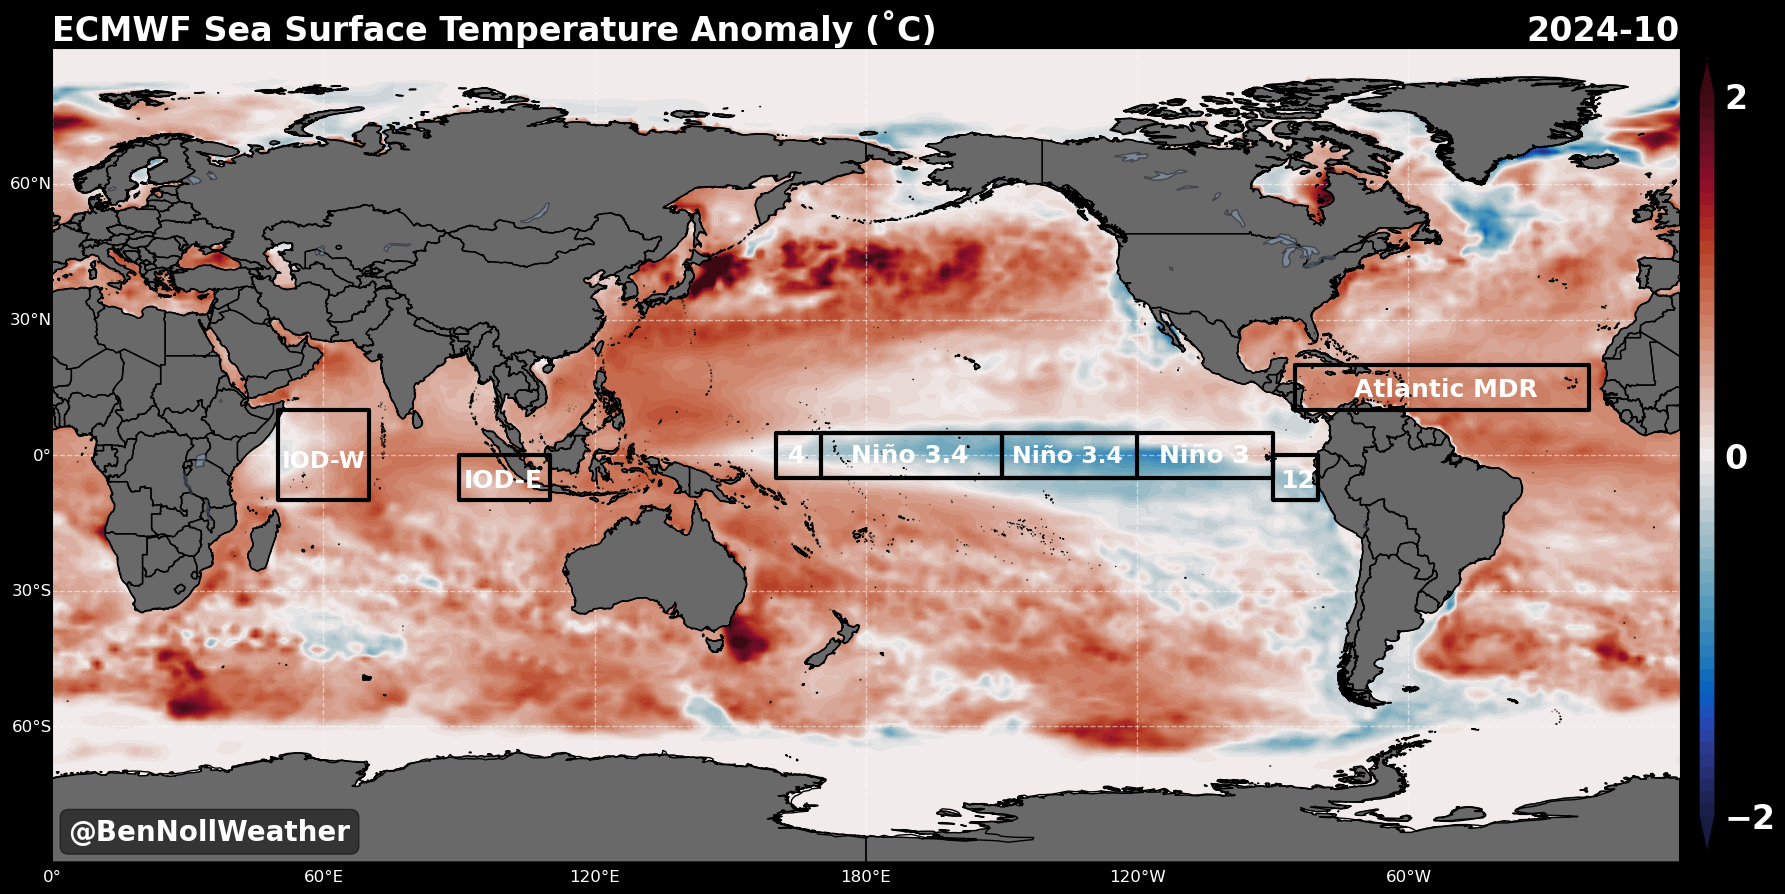 ECMWF Sea Surface Temperature Anomaly (˚C)
2024-10
2
60°N
30°N
Atlantic MDR
0°
IOD-W
IOD-E
4
Niño 3.4
Niño 3.4
Niño 3
12
0
30°S
60°S
−2
@BenNollWeather
0°
60°E
120°E
180°E
120°W
60°W